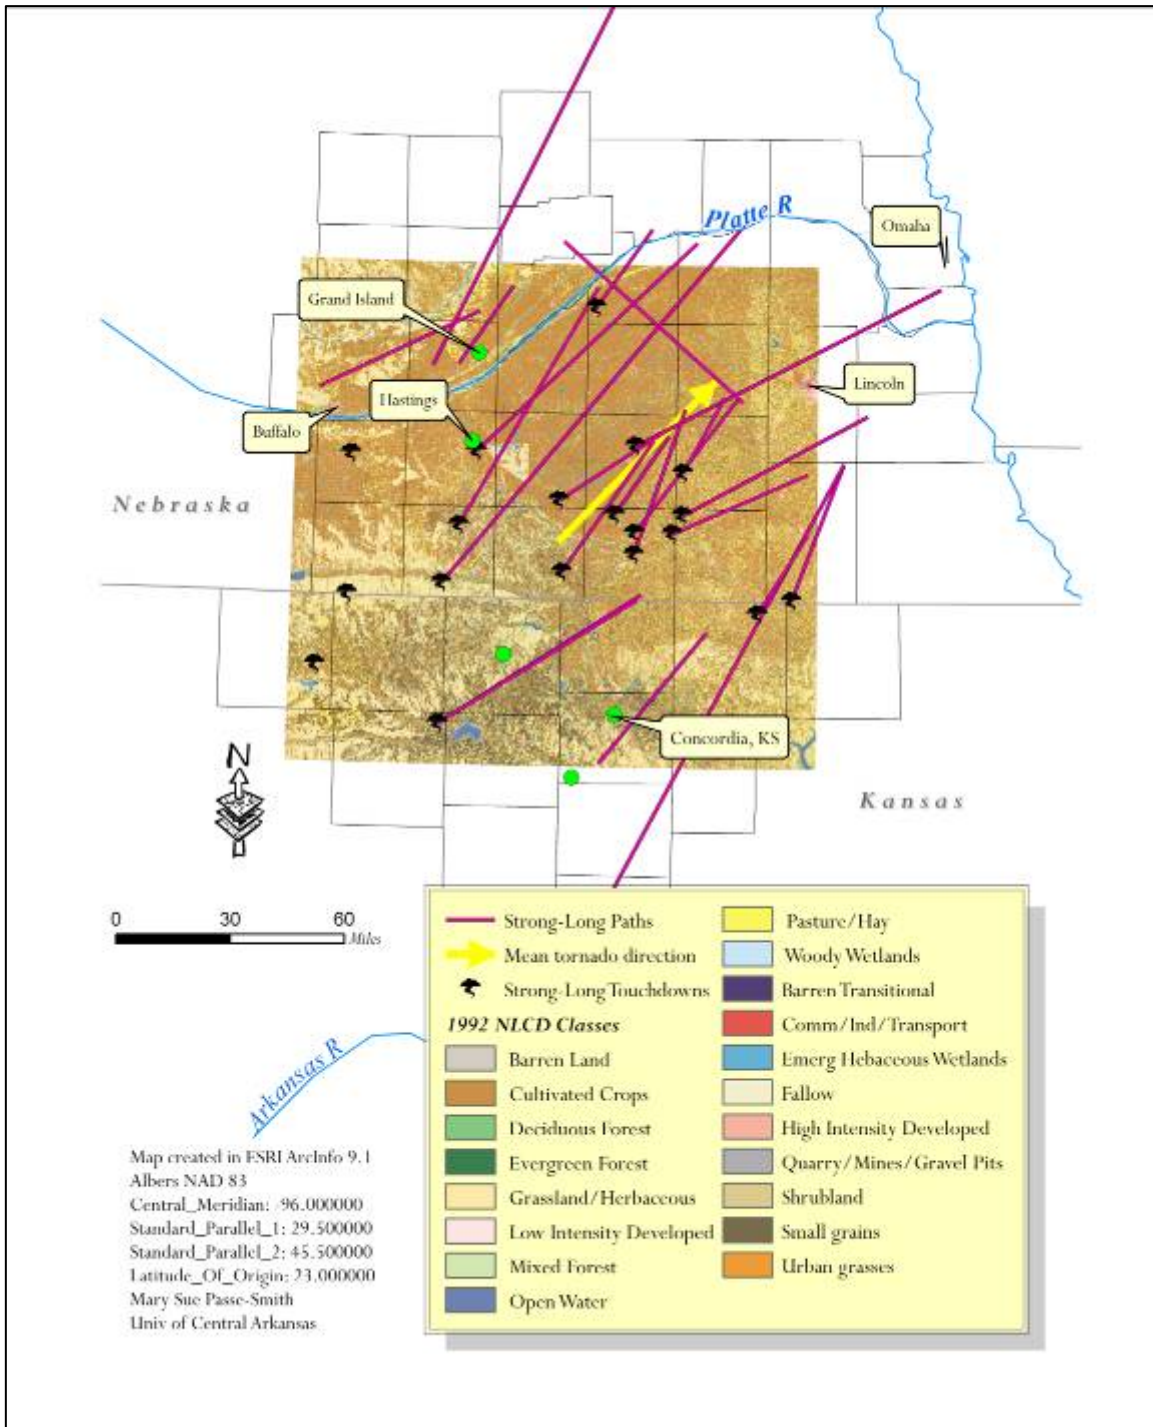 Platte R
Omaha
Grand Island
Lincoln
Hastings
Buffalo
Nebraska
Concordia, KS
N
Kansas
0 30 60
Miles
Strong-Long Paths
Mean tornado direction
Strong-Long Touchdowns
1992 NLCD Classes
Barren Land
Cultivated Crops
Deciduous Forest
Evergreen Forest
Grassland/Herbaceous
Low Intensity Developed
Mixed Forest
Open Water
Pasture/Hay
Woody Wetlands
Barren Transitional
Comm/Ind/Transport
Emerg Hebaceous Wetlands
Fallow
High Intensity Developed
Quarry/Mines/Gravel Pits
Shrubland
Small grains
Urban grasses
Arkansas R
Map created in ESRI ArcInfo 9.1
Albers NAD 83
Central_Meridian: -96.000000
Standard_Parallel_1: 29.500000
Standard_Parallel_2: 45.500000
Latitude_Of_Origin: 23.000000
Mary Sue Passe-Smith
Univ of Central Arkansas